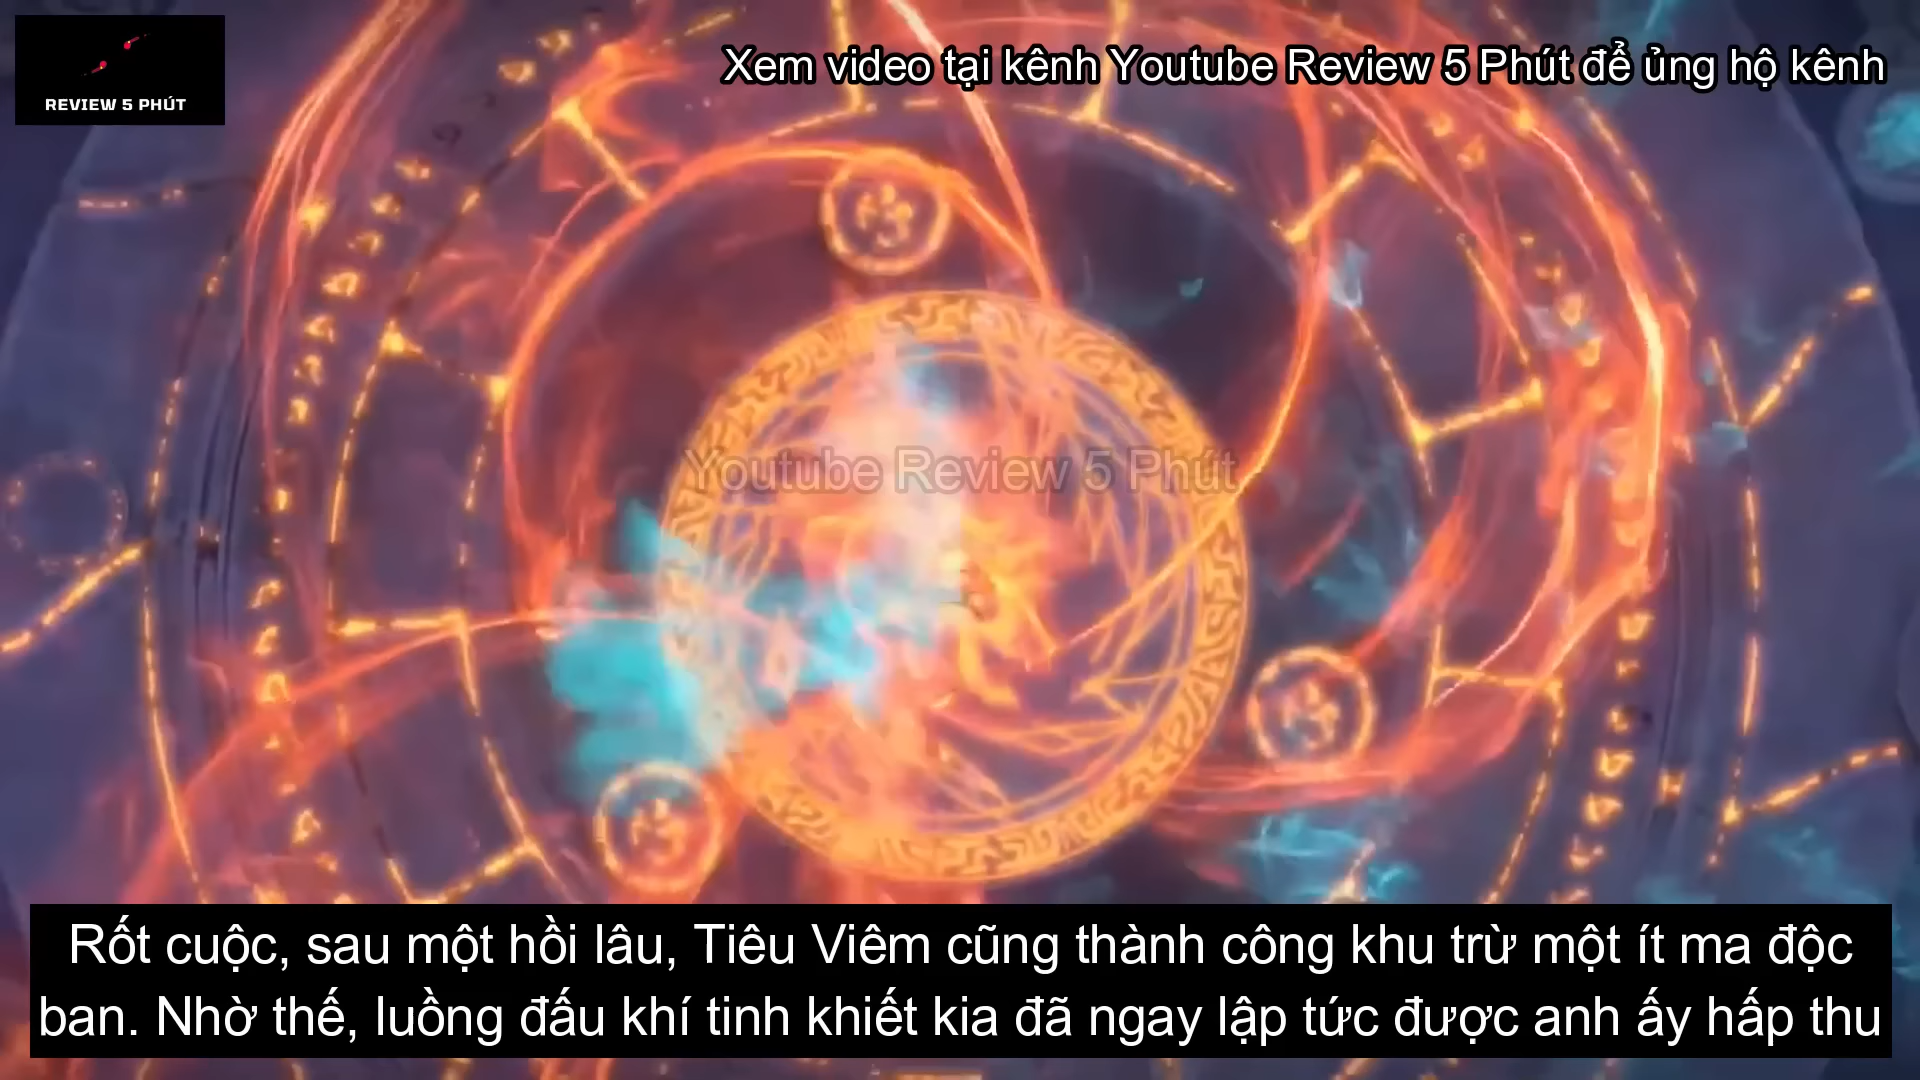 REVIEW 5 PHÚT
Xem video tại kênh Youtube Review 5 Phút để ủng hộ kênh
Youtube Review 5 Phút
Rốt cuộc, sau một hồi lâu, Tiêu Viêm cũng thành công khu trừ một ít ma độc
ban. Nhờ thế, luồng đấu khí tinh khiết kia đã ngay lập tức được anh ấy hấp thu